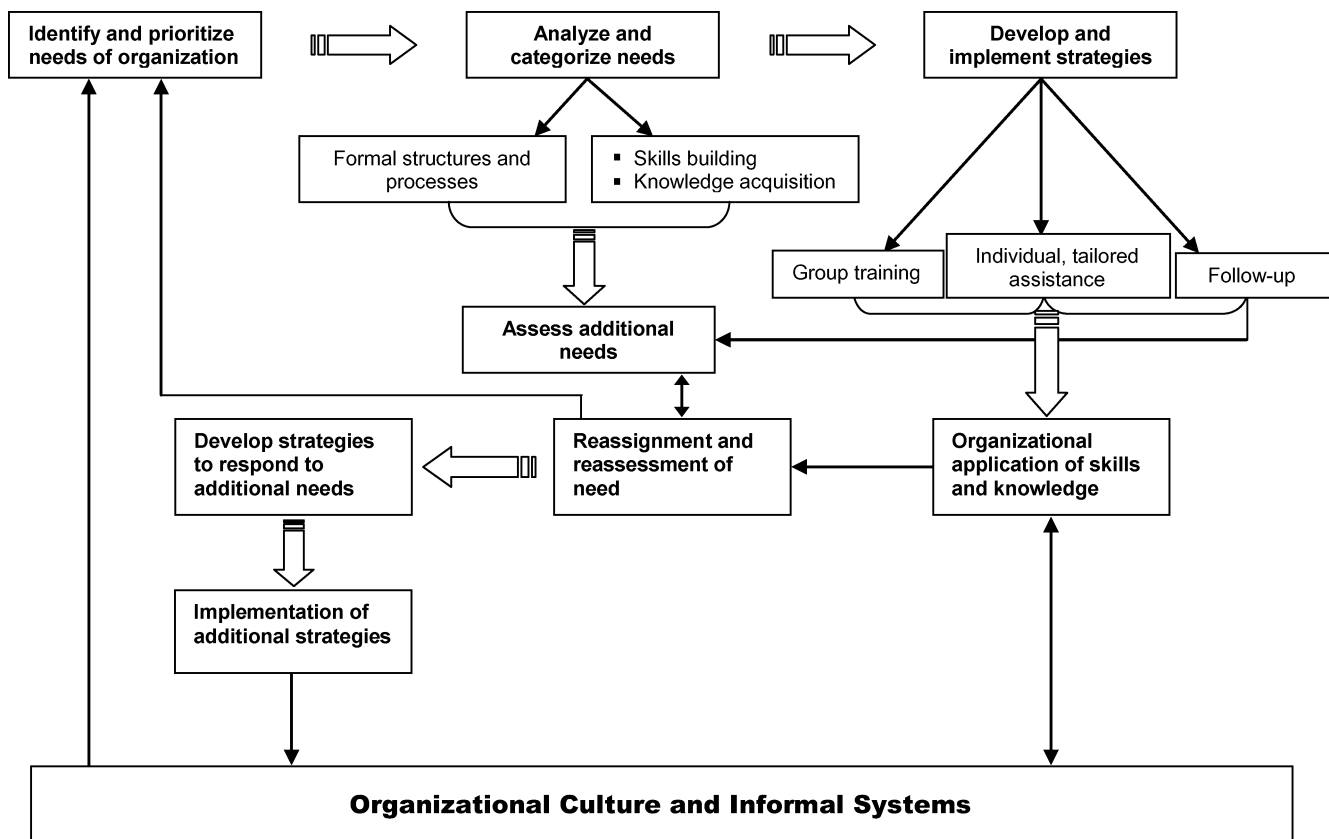 Identify and prioritize
needs of organization
Analyze and
categorize needs
Develop and
implement strategies
Formal structures and
processes
▪ Skills building
▪ Knowledge acquisition
Group training
Individual, tailored
assistance
Follow-up
Assess additional
needs
Develop strategies
to respond to
additional needs
Reassignment and
reassessment of
need
Organizational
application of skills
and knowledge
Implementation of
additional strategies
Organizational Culture and Informal Systems